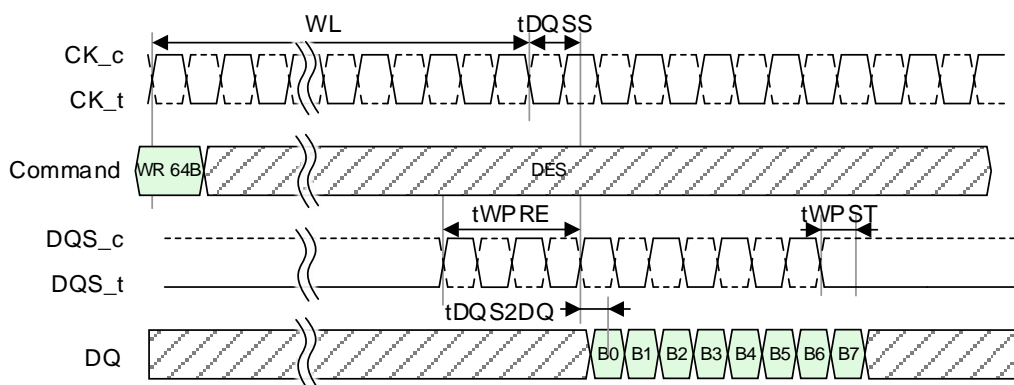 WL
tDQSS
CK_c
CK_t
Command
WR 64B
DES
tWPRE
tWPST
DQS_c
DQS_t
tDQS2DQ
DQ
B0 B1 B2 B3 B4 B5 B6 B7